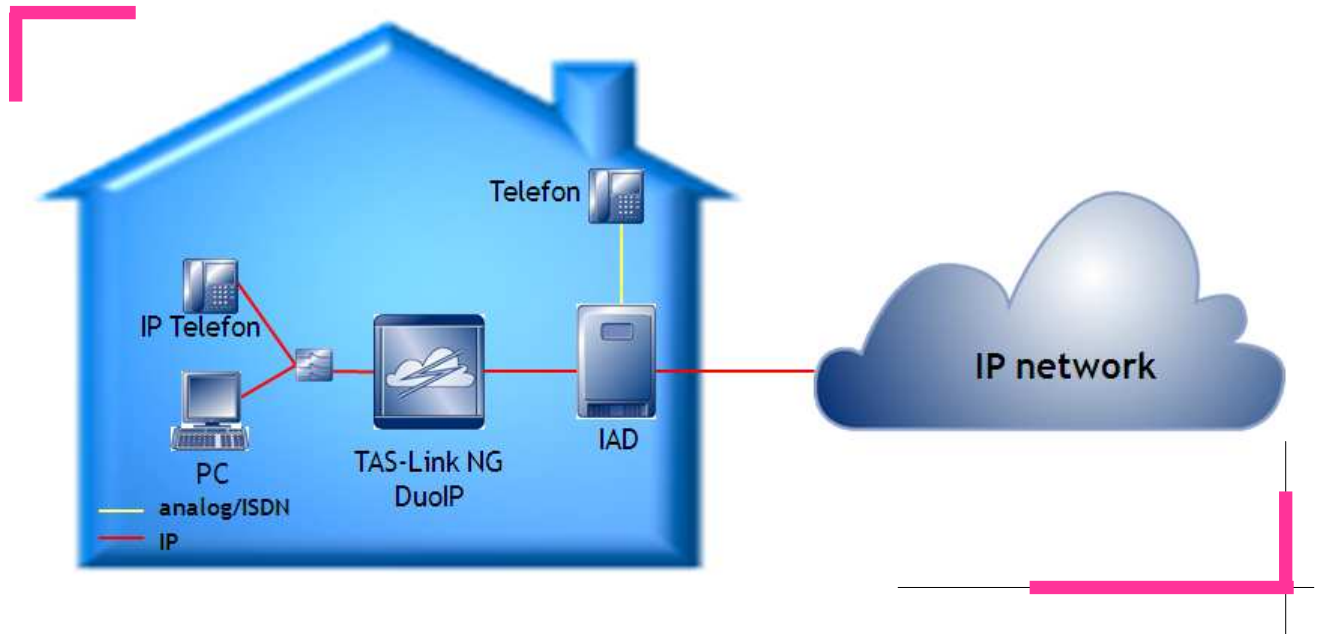 Telefon
IP Telefon
IP network
IAD
TAS-Link NG
DuoIP
PC
analog/ISDN
IP